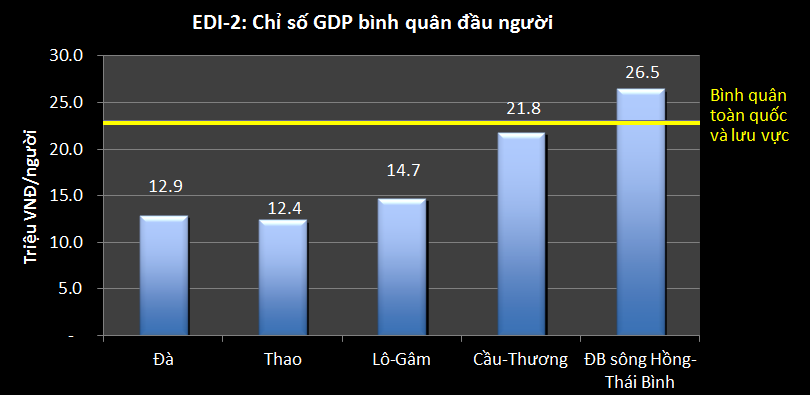 EDI-2: Chỉ số GDP bình quân đầu người
30.0
25.0
20.0
15.0
10.0
5.0
-
Triệu VNĐ/người
12.9
12.4
14.7
21.8
26.5
Bình quân
toàn quốc
và lưu vực
Đà
Thao
Lô-Gâm
Cầu-Thương
ĐB sông Hồng-
Thái Bình